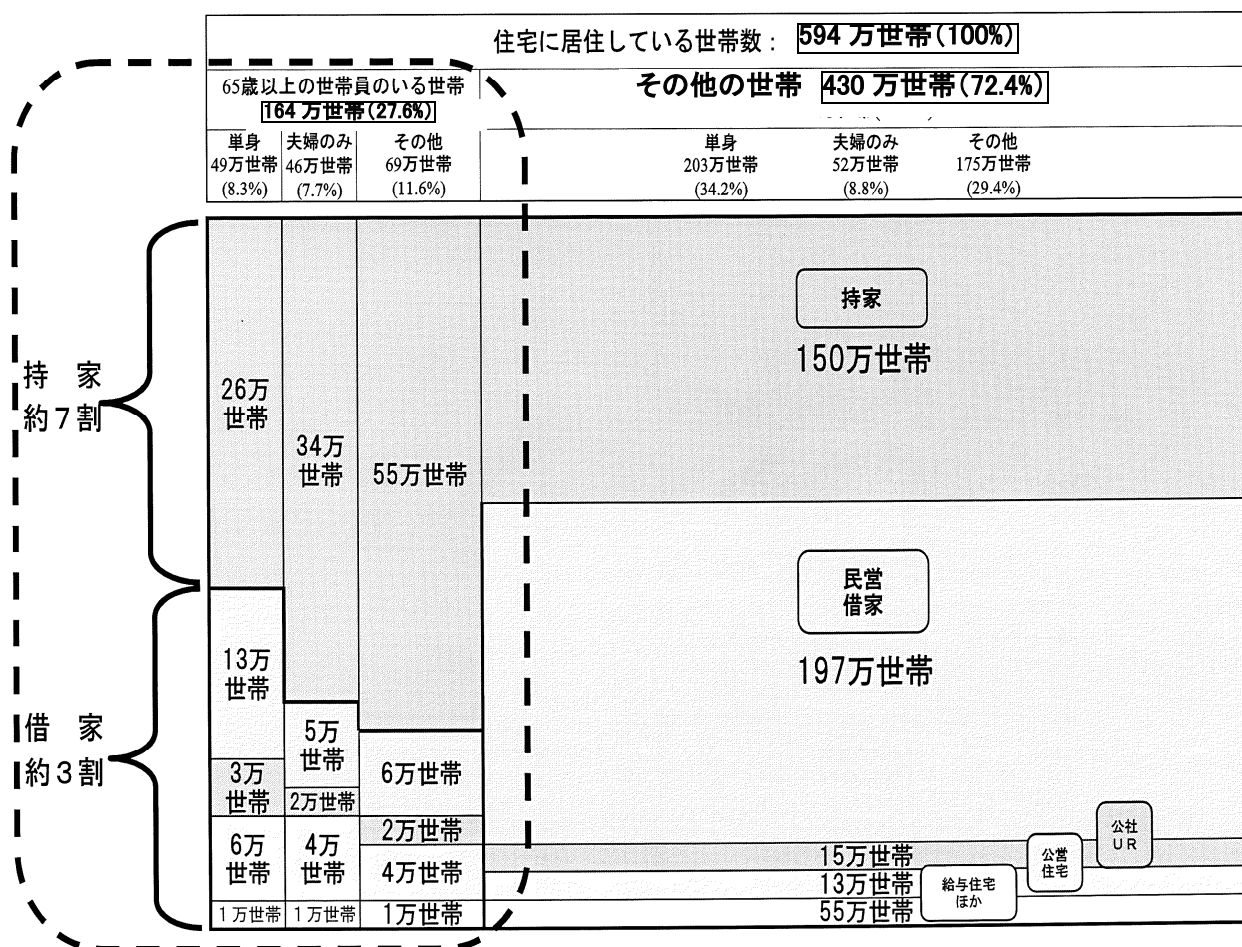 住宅に居住している世帯数： 594 万世帯(100%)
65歳以上の世帯員のいる世帯
164 万世帯(27.6%)
その他の世帯 430 万世帯(72.4%)
単身
49万世帯
(8.3%)
夫婦のみ
46万世帯
(7.7%)
その他
69万世帯
(11.6%)
単身
203万世帯
(34.2%)
夫婦のみ
52万世帯
(8.8%)
その他
175万世帯
(29.4%)
持 家
約７割
借 家
約３割
26万
世帯
13万
世帯
3万
世帯
6万
世帯
1万世帯
34万
世帯
5万
世帯
2万世帯
4万
世帯
1万世帯
55万世帯
6万世帯
2万世帯
4万世帯
1万世帯
持家
150万世帯
民営
借家
197万世帯
15万世帯
13万世帯
55万世帯
公社
ＵＲ
公営
住宅
給与住宅
ほか